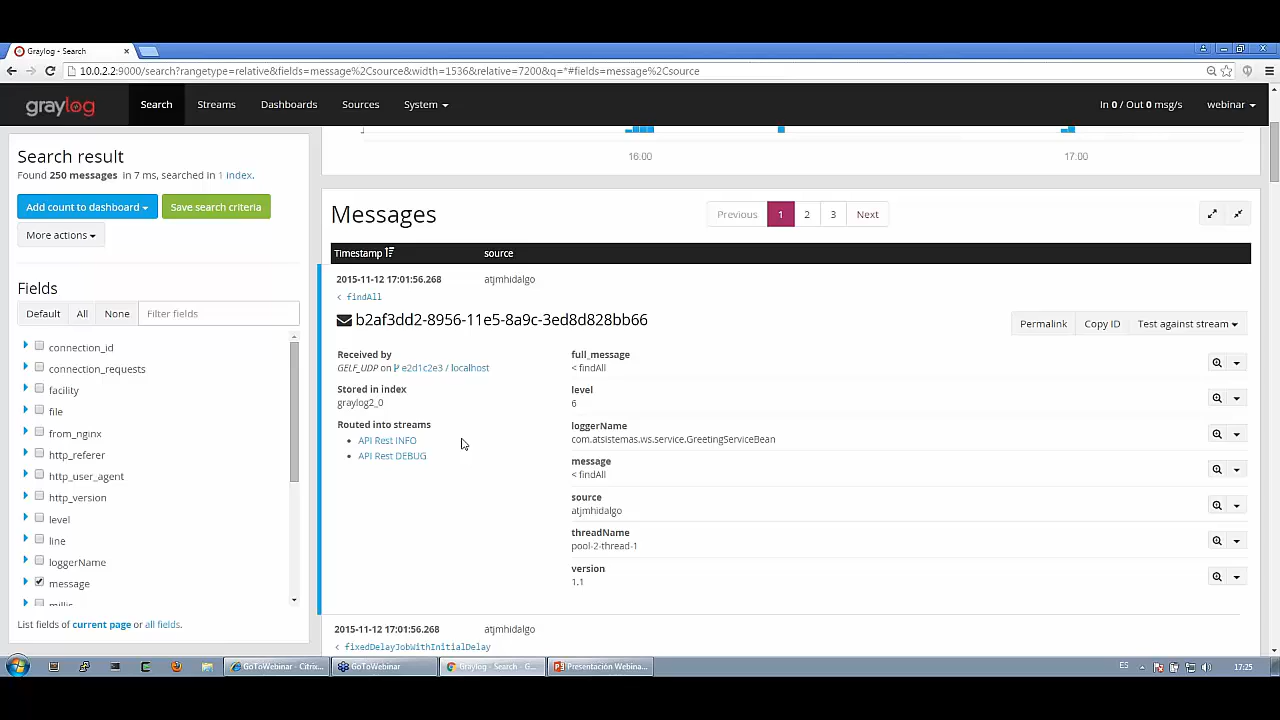 Graylog - Search
10.0.2.2:9000/search?rangetype=relative&fields=message%2Csource&width=1536&relative=7200&q=*#fields=message%2Csource
graylog Search Streams Dashboards Sources System In 0 / Out 0 msg/s webinar
16:00 17:00
Search result
Found 250 messages in 7 ms, searched in 1 index.
Add count to dashboard Save search criteria
More actions
Fields
Default All None Filter fields
connection_id
connection_requests
facility
file
from_nginx
http_referer
http_user_agent
http_version
level
line
loggerName
message
millis
List fields of current page or all fields.
Messages
Previous 1 2 3 Next
Timestamp source
2015-11-12 17:01:56.268 atjmhidalgo
< findAll
b2af3dd2-8956-11e5-8a9c-3ed8d828bb66
Permalink Copy ID Test against stream
Received by
GELF_UDP on e2d1c2e3 / localhost
Stored in index
graylog2_0
Routed into streams
API Rest INFO
API Rest DEBUG
full_message
< findAll
level
6
loggerName
com.atsistemas.ws.service.GreetingServiceBean
message
< findAll
source
atjmhidalgo
threadName
pool-2-thread-1
version
1.1
2015-11-12 17:01:56.268 atjmhidalgo
< fixedDelayJobWithInitialDelay
GoToWebinar - Citrix... GoToWebinar Graylog - Search - G... Presentación Webina... ES 17:25